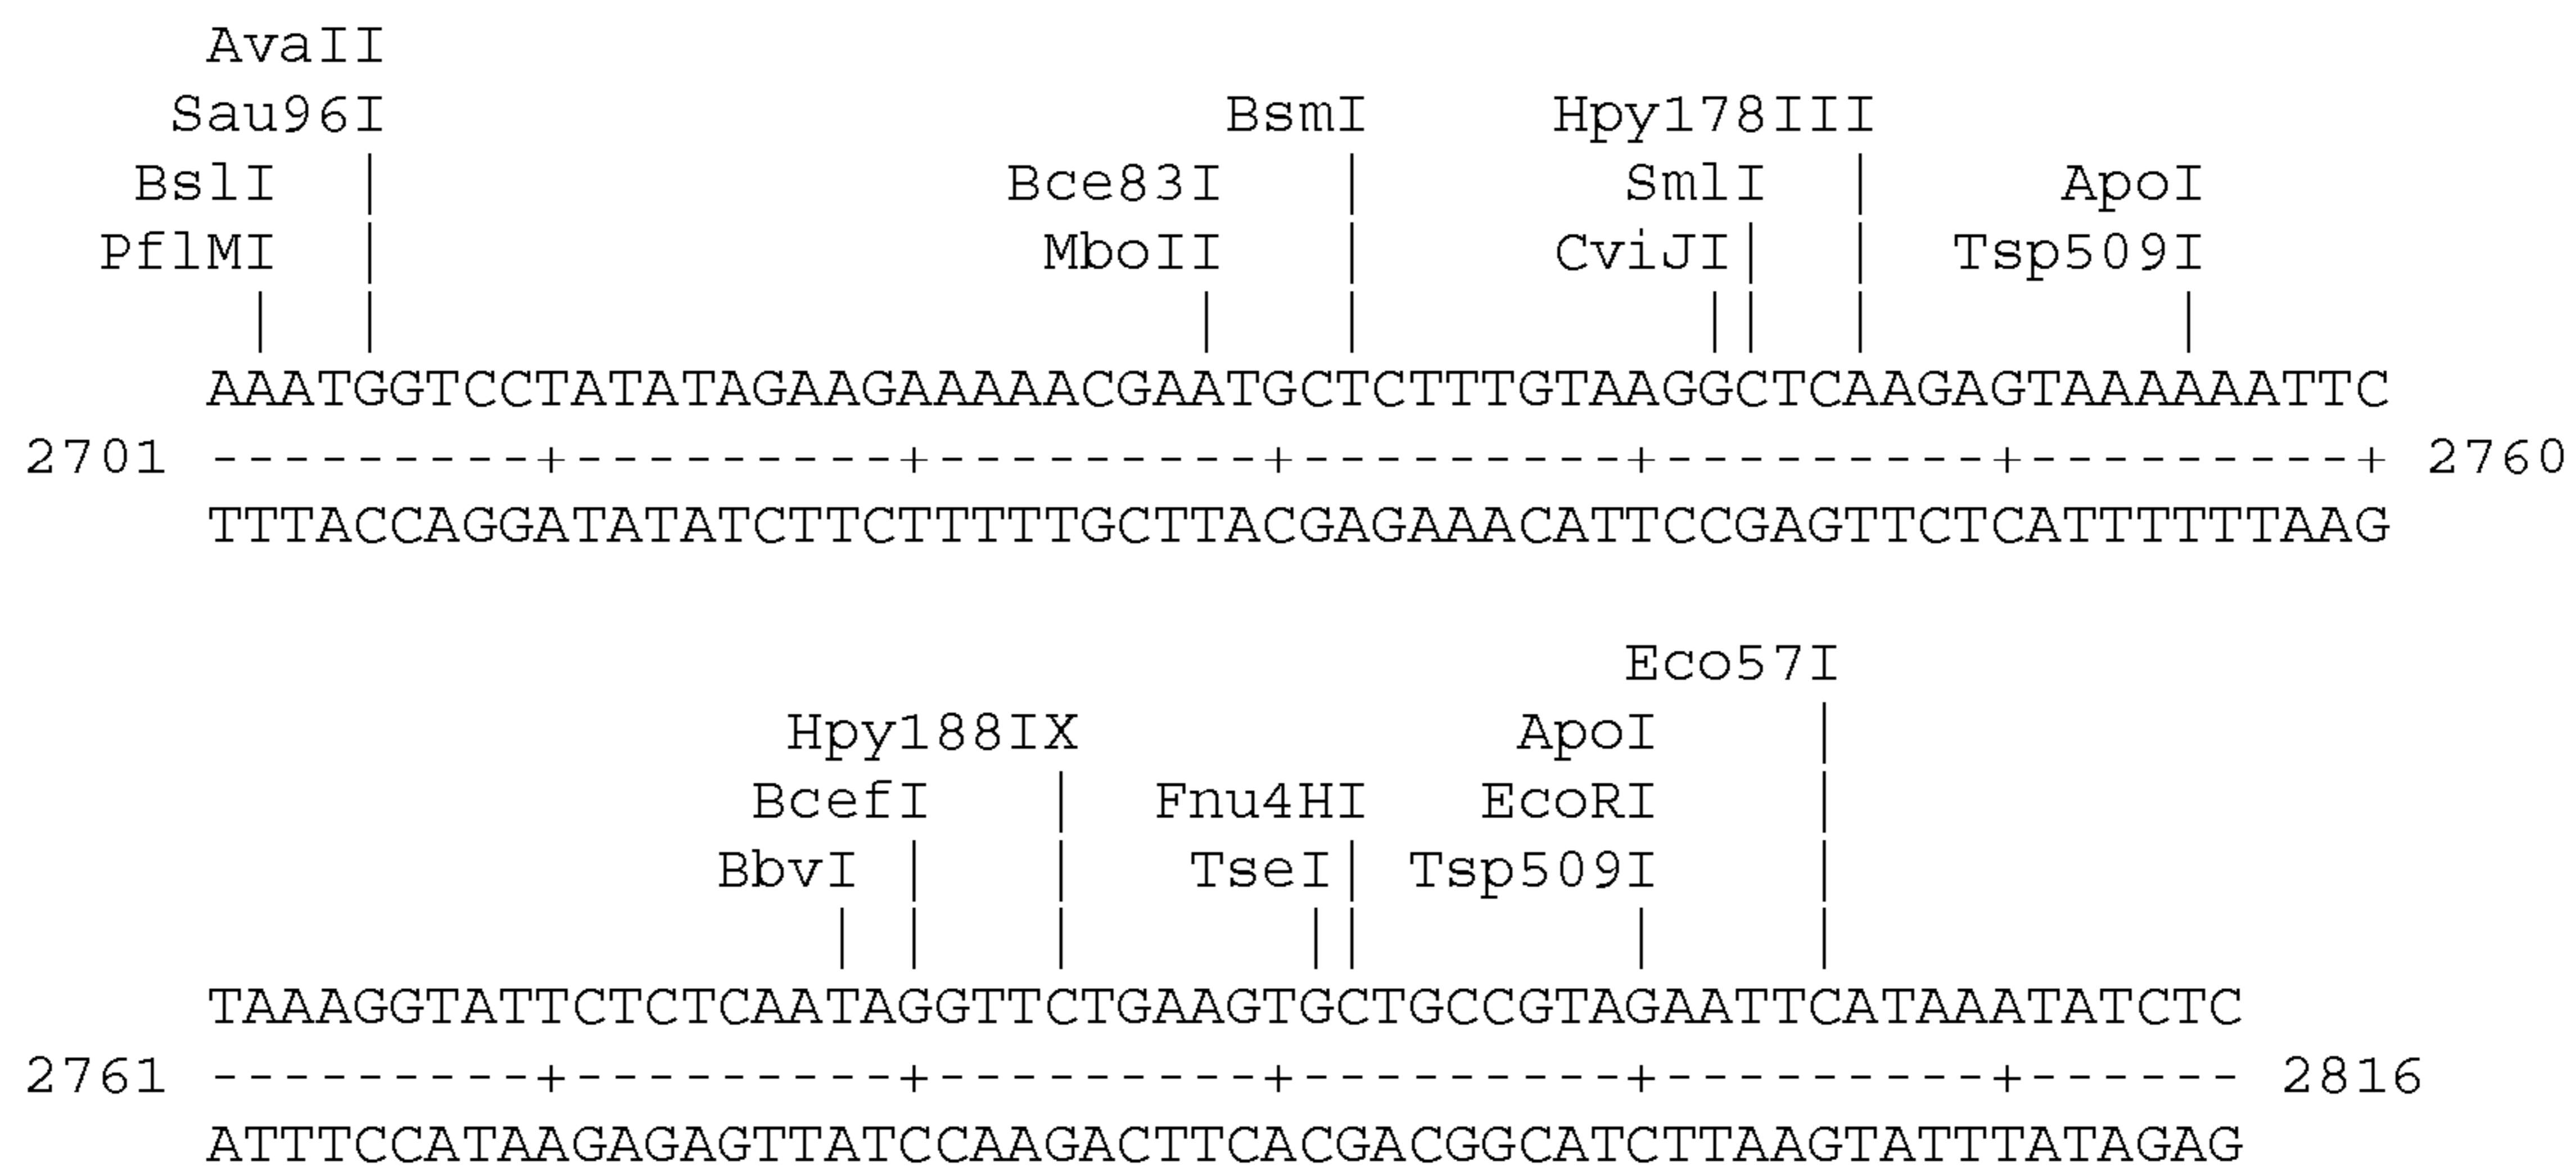 AvaII
Sau96I BsmI Hpy178III
BslI | Bce83I | SmlI | ApoI
PflMI | MboII | CviJI| | Tsp509I
| | | | || | |
AAATGGTCCTATATAGAAGAAAAACGAATGCTCTTTGTAAGGCTCAAGAGTAAAAAATTC
2701 ---------+---------+---------+---------+---------+---------+ 2760
TTTACCAGGATATATCTTCTTTTTGCTTACGAGAAACATTCCGAGTTCTCATTTTTTAAG
Eco57I
Hpy188IX ApoI |
BcefI | Fnu4HI EcoRI |
BbvI | | TseI| Tsp509I |
| | | || | |
TAAAGGTATTCTCTCAATAGGTTCTGAAGTGCTGCCGTAGAATTCATAAATATCTC
2761 ---------+---------+---------+---------+---------+------ 2816
ATTTCCATAAGAGAGTTATCCAAGACTTCACGACGGCATCTTAAGTATTTATAGAG